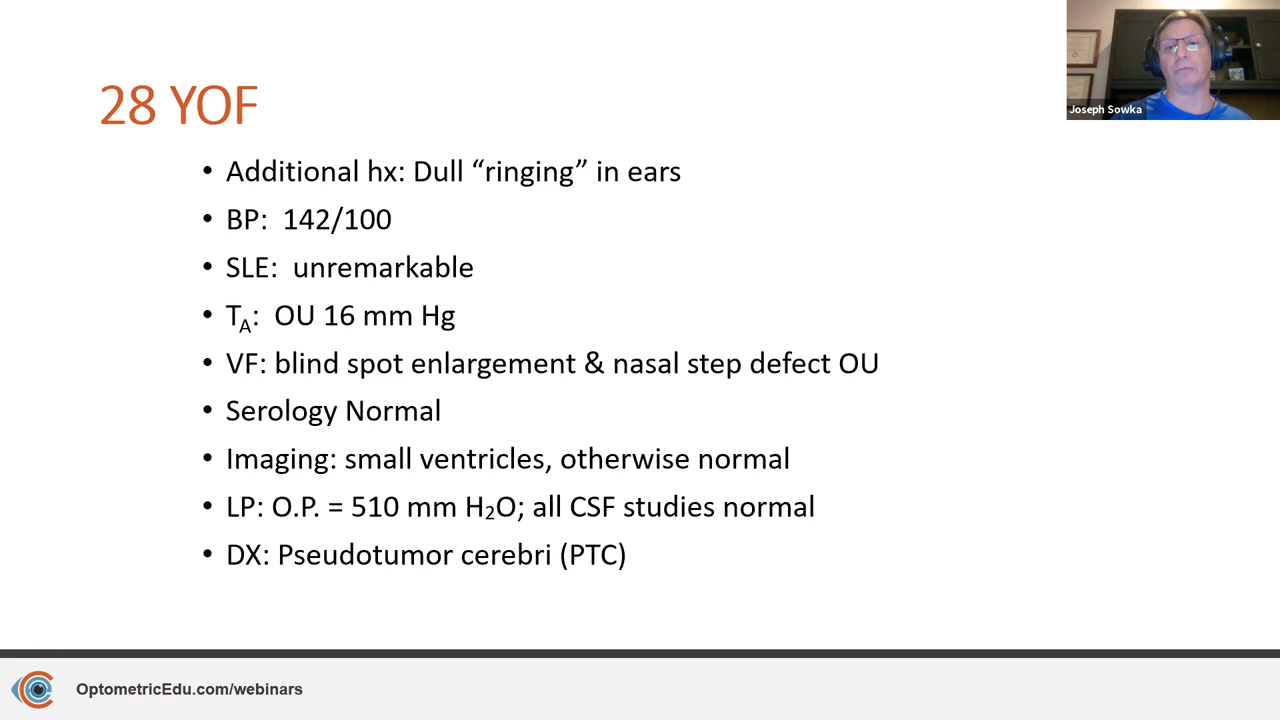 Joseph Sowka
28 YOF
• Additional hx: Dull “ringing” in ears
• BP:  142/100
• SLE:  unremarkable
• TA:  OU 16 mm Hg
• VF: blind spot enlargement & nasal step defect OU
• Serology Normal
• Imaging: small ventricles, otherwise normal
• LP: O.P. = 510 mm H2O; all CSF studies normal
• DX: Pseudotumor cerebri (PTC)
OptometricEdu.com/webinars